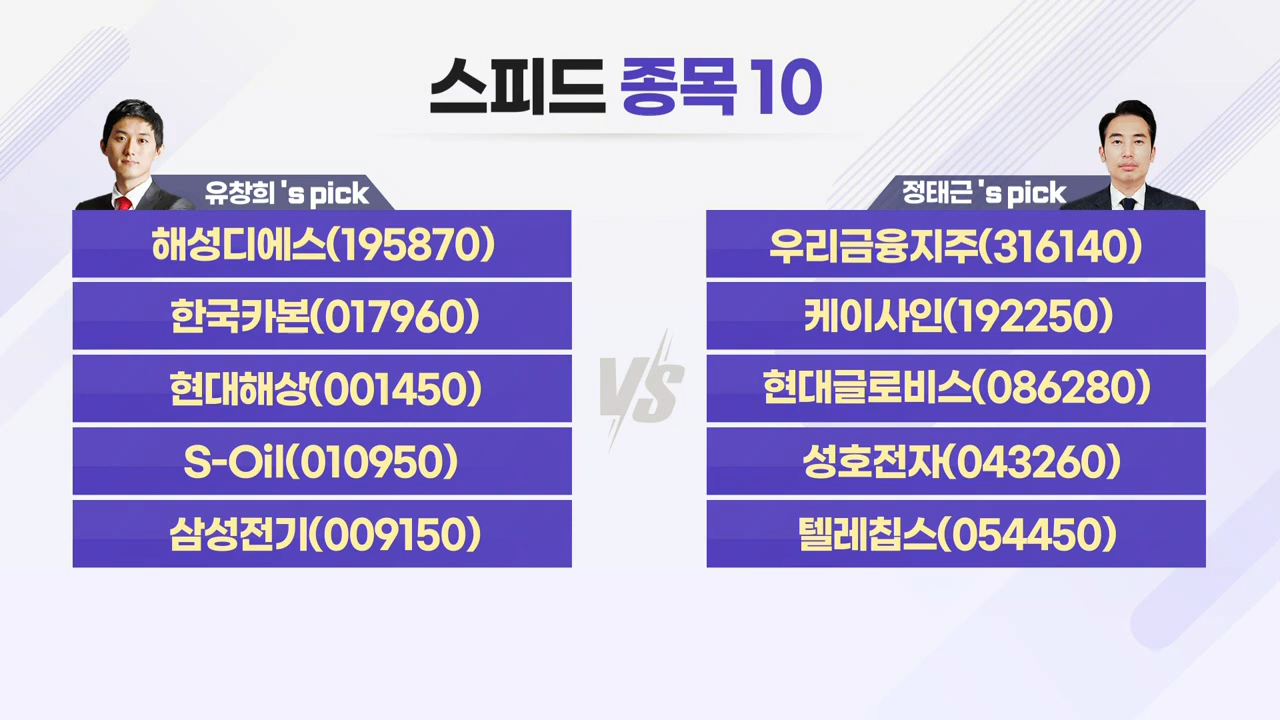 스피드 종목 10
유창희 's pick
해성디에스(195870)
한국카본(017960)
현대해상(001450)
S-Oil(010950)
삼성전기(009150)
VS
정태근 's pick
우리금융지주(316140)
케이사인(192250)
현대글로비스(086280)
성호전자(043260)
텔레칩스(054450)